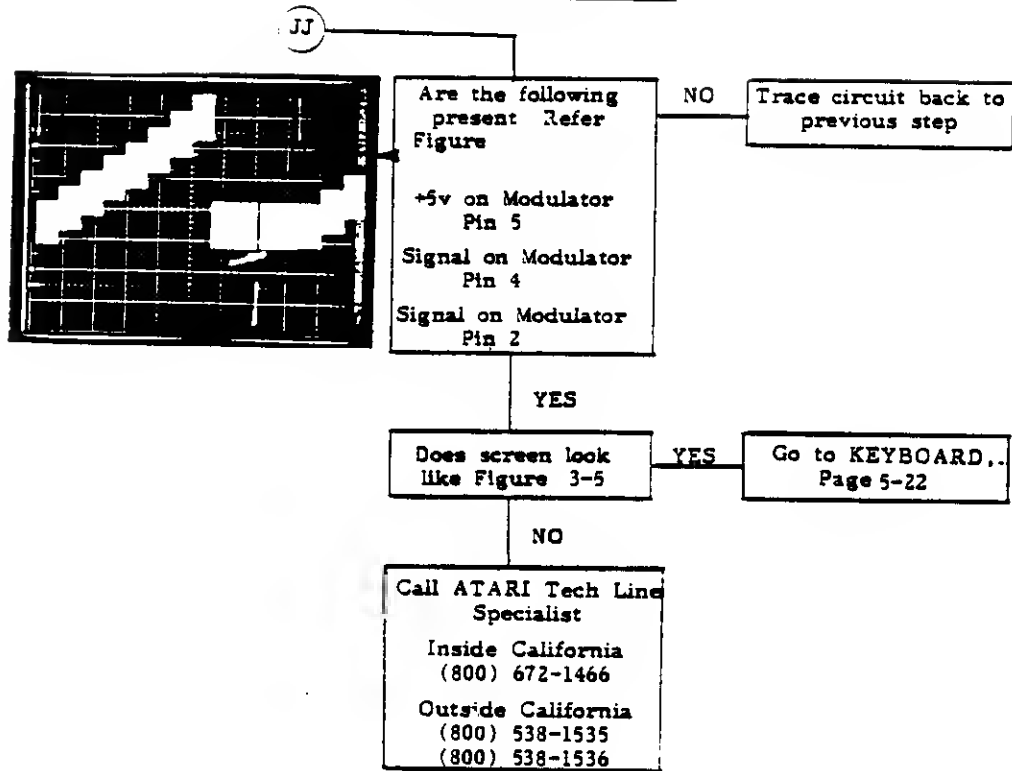 JJ
Are the following
present Refer
Figure
+5v on Modulator
Pin 5
Signal on Modulator
Pin 4
Signal on Modulator
Pin 2
NO
Trace circuit back to
previous step
YES
Does screen look
like Figure 3-5
YES
Go to KEYBOARD,..
Page 5-22
NO
Call ATARI Tech Line
Specialist
Inside California
(800) 672-1466
Outside California
(800) 538-1535
(800) 538-1536